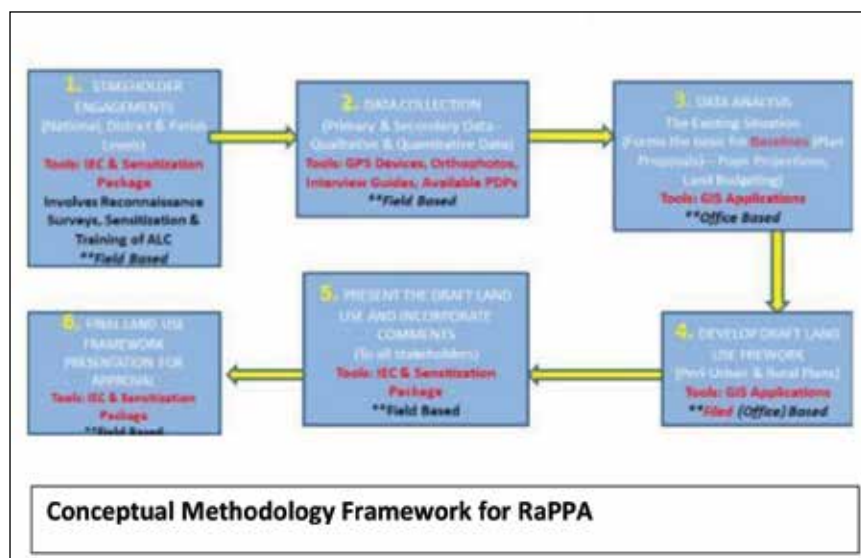 1. STAKEHOLDER
ENGAGEMENTS
(National, District & Parish
Levels)
Tools: IEC & Sensitization
Package
Involves Reconnaissance
Surveys, Sensitization &
Training of ALC
**Field Based
2. DATA COLLECTION
(Primary & Secondary Data -
Qualitative & Quantitative Data)
Tools: GPS Devices, Orthophotos,
Interview Guides, Available PDPs
**Field Based
3. DATA ANALYSIS
The Existing Situation
(Forms the basis for Baselines (Plan
Proposals) – Popn Projections,
Land Budgeting)
Tools: GIS Applications
**Office Based
4. DEVELOP DRAFT LAND
USE FREWORK
(Peri-Urban & Rural Plans)
Tools: GIS Applications
**Filed (Office) Based
5. PRESENT THE DRAFT LAND
USE AND INCORPORATE
COMMENTS
(To all stakeholders)
Tools: IEC & Sensitization
Package
**Field Based
6. FINAL LAND USE
FRAMEWORK
PRESENTATION FOR
APPROVAL
Tools: IEC & Sensitization
Package
**Field Based
Conceptual Methodology Framework for RaPPA